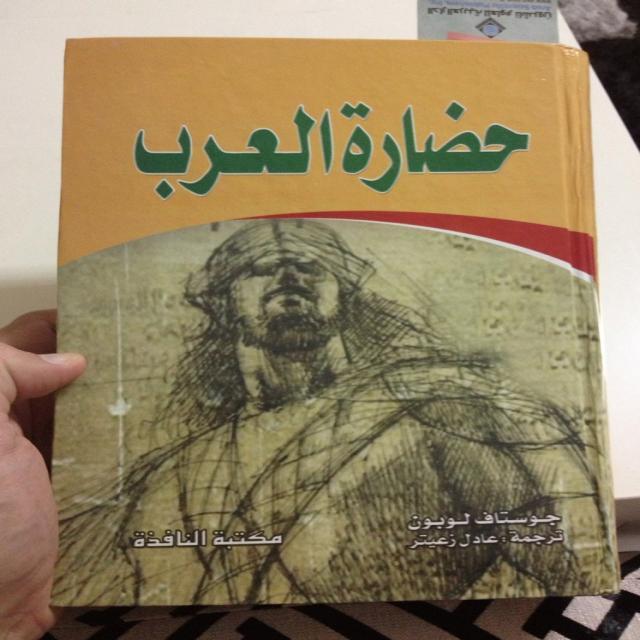 حضارة العرب
جوستاف لوبون
ترجمة : عادل زعيتر
مكتبة النافذة